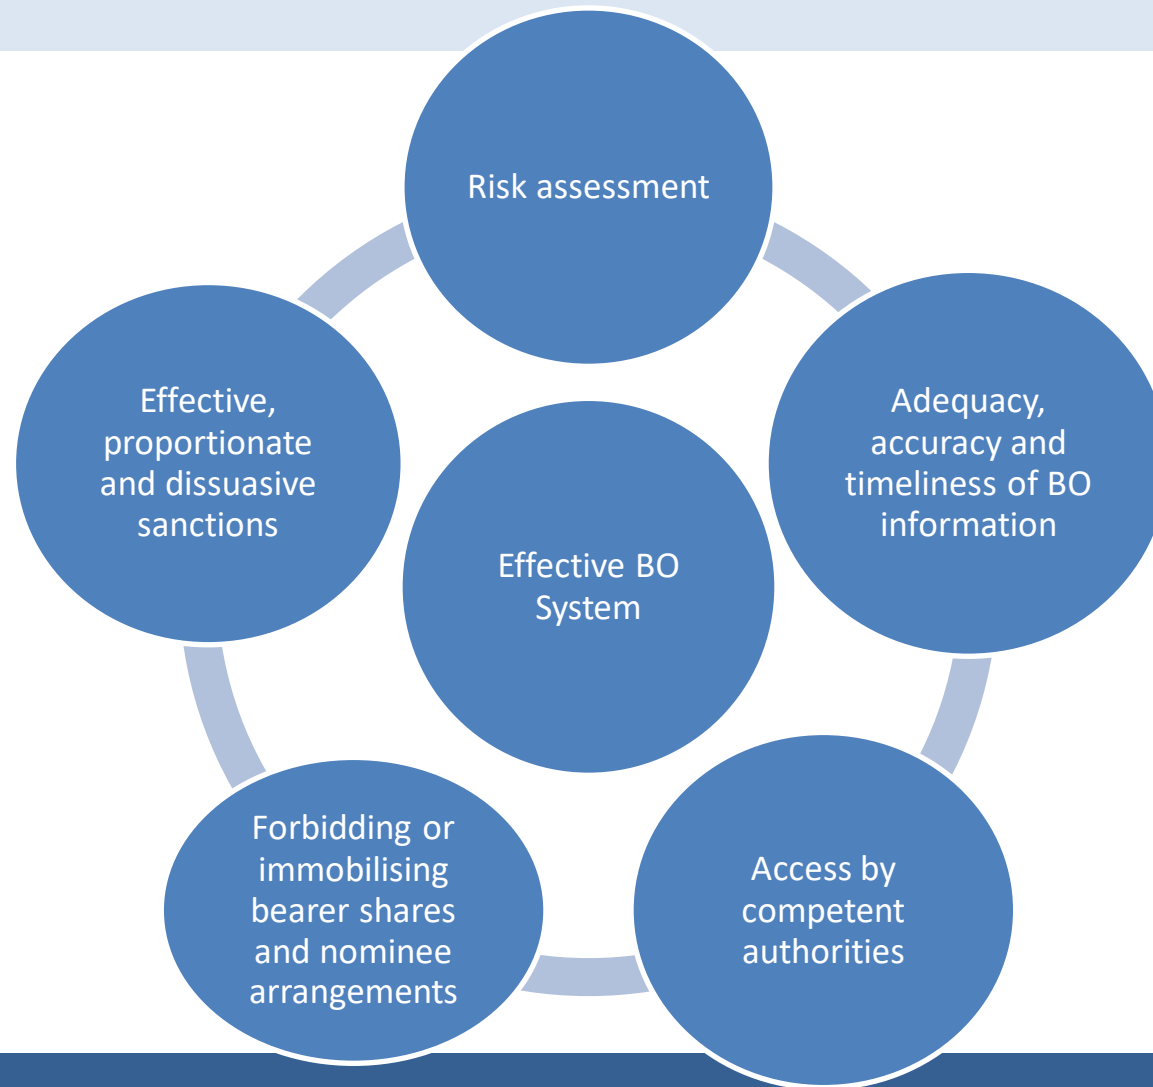 Risk assessment
Adequacy,
accuracy and
timeliness of BO
information
Access by
competent
authorities
Forbidding or
immobilising
bearer shares
and nominee
arrangements
Effective,
proportionate
and dissuasive
sanctions
Effective BO
System